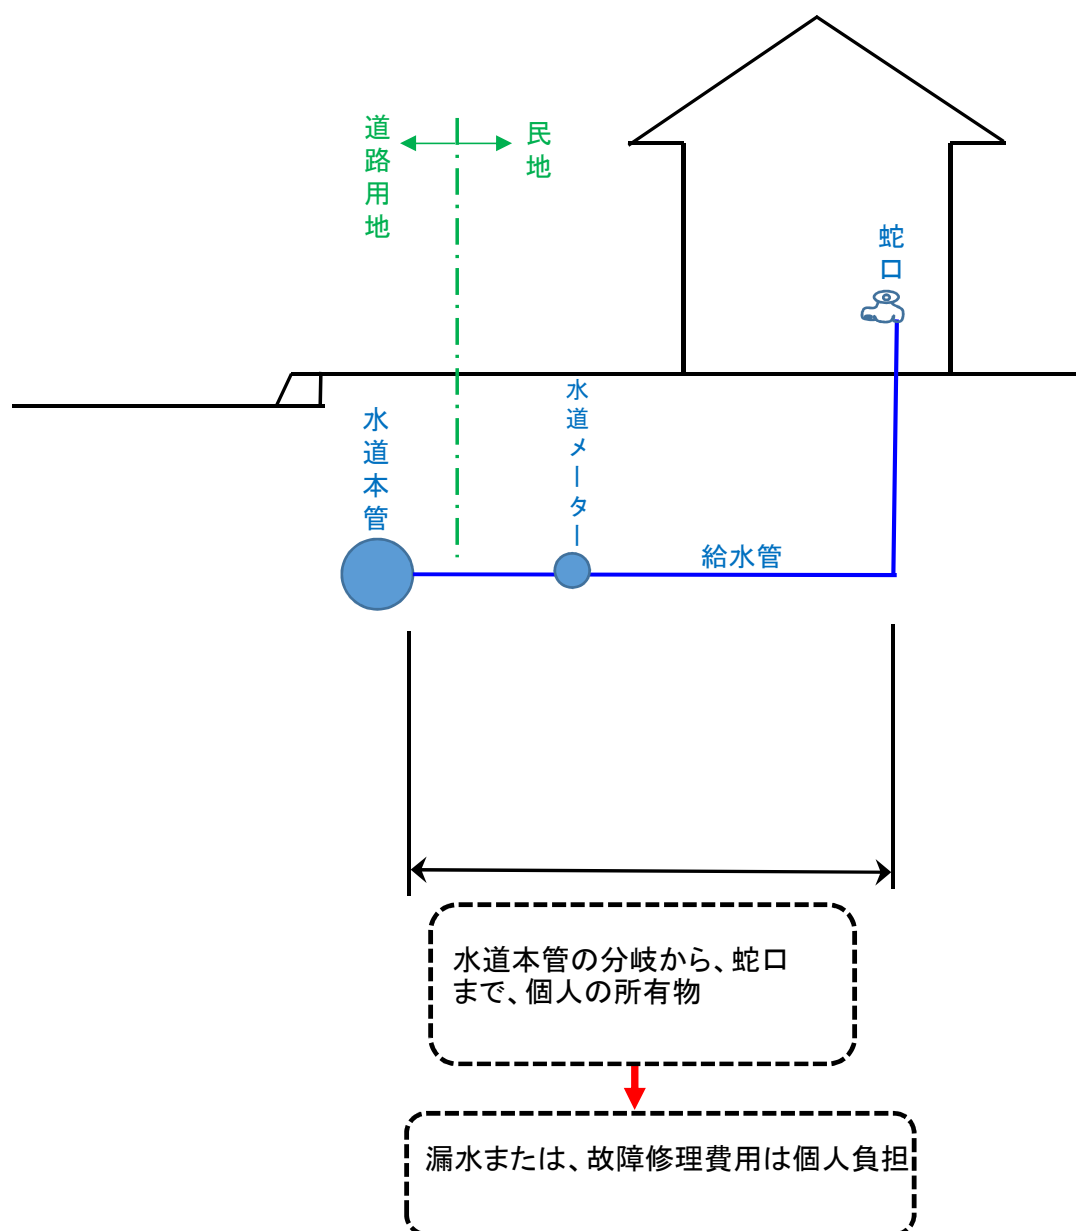 道路用地
民地
蛇口
水道メーター
水道本管
給水管
水道本管の分岐から、蛇口
まで、個人の所有物
漏水または、故障修理費用は個人負担